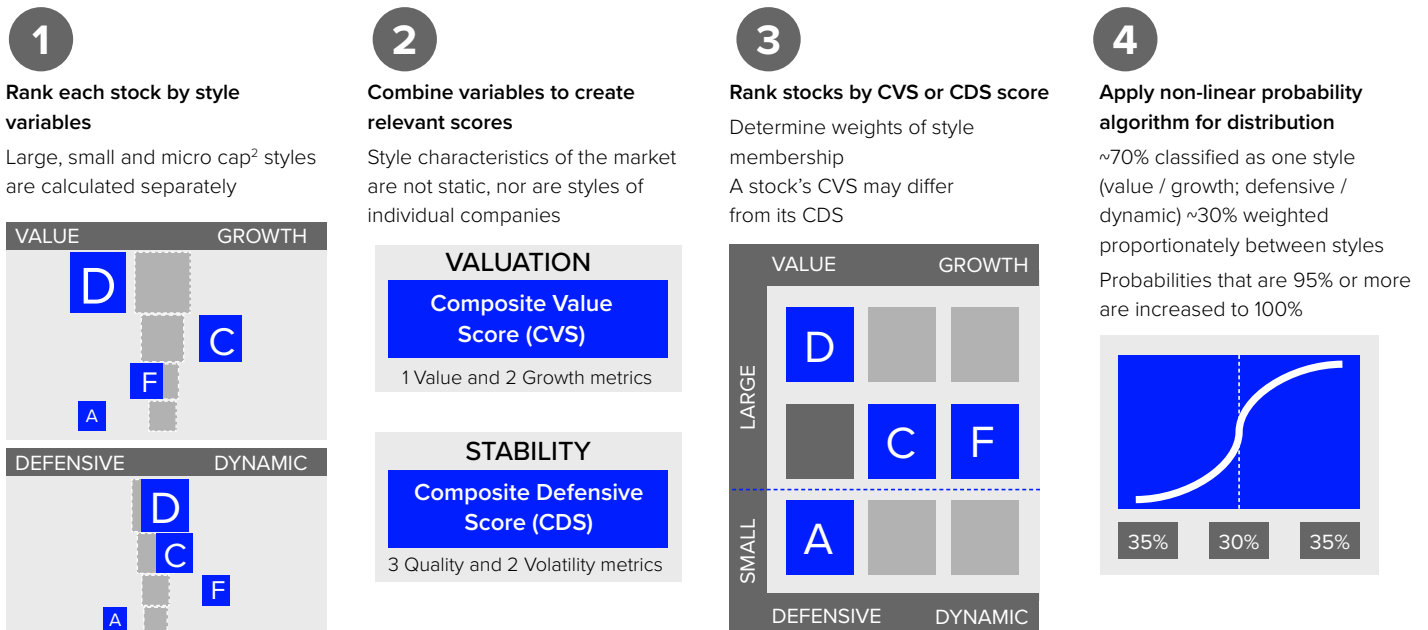 1
Rank each stock by style
variables
Large, small and micro cap² styles
are calculated separately
VALUE GROWTH
D
C
F
A
DEFENSIVE DYNAMIC
D
C
F
A
2
Combine variables to create
relevant scores
Style characteristics of the market
are not static, nor are styles of
individual companies
VALUATION
Composite Value
Score (CVS)
1 Value and 2 Growth metrics
STABILITY
Composite Defensive
Score (CDS)
3 Quality and 2 Volatility metrics
3
Rank stocks by CVS or CDS score
Determine weights of style
membership
A stock’s CVS may differ
from its CDS
VALUE GROWTH
LARGE
D
C F
SMALL
A
DEFENSIVE DYNAMIC
4
Apply non-linear probability
algorithm for distribution
~70% classified as one style
(value / growth; defensive /
dynamic) ~30% weighted
proportionately between styles
Probabilities that are 95% or more
are increased to 100%
35% 30% 35%